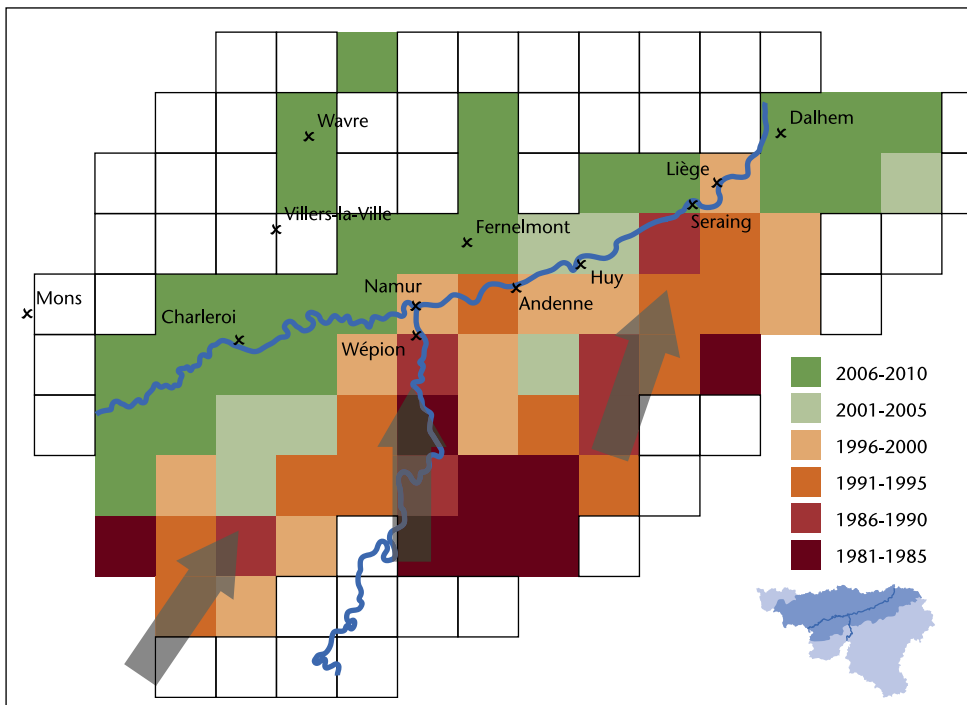 Wavre
Dalhem
Liège
Villers-la-Ville
Seraing
Fernelmont
Huy
Mons
Namur
Andenne
Charleroi
Wépion
2006-2010
2001-2005
1996-2000
1991-1995
1986-1990
1981-1985